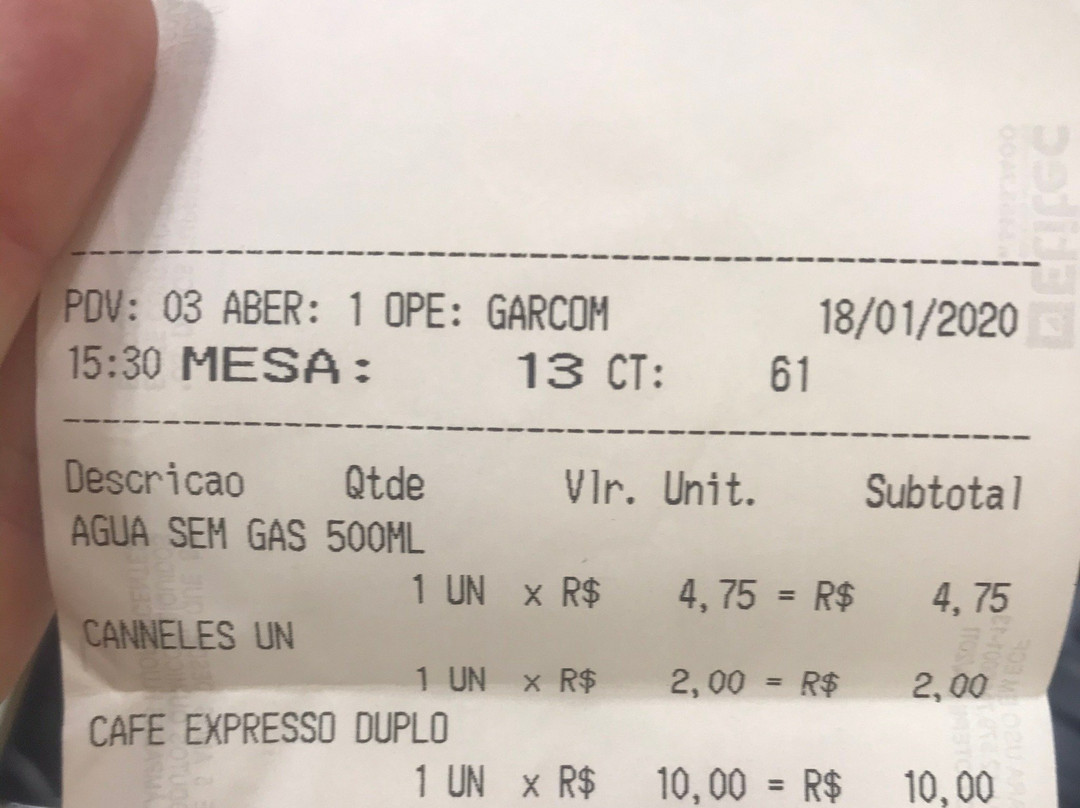 PDV: 03 ABER: 1 OPE: GARCOM 18/01/2020
15:30 MESA: 13 CT: 61
Descricao Qtde Vlr. Unit. Subtotal
AGUA SEM GAS 500ML
1 UN x R$ 4,75 = R$ 4,75
CANNELES UN
1 UN x R$ 2,00 = R$ 2,00
CAFE EXPRESSO DUPLO
1 UN x R$ 10,00 = R$ 10,00